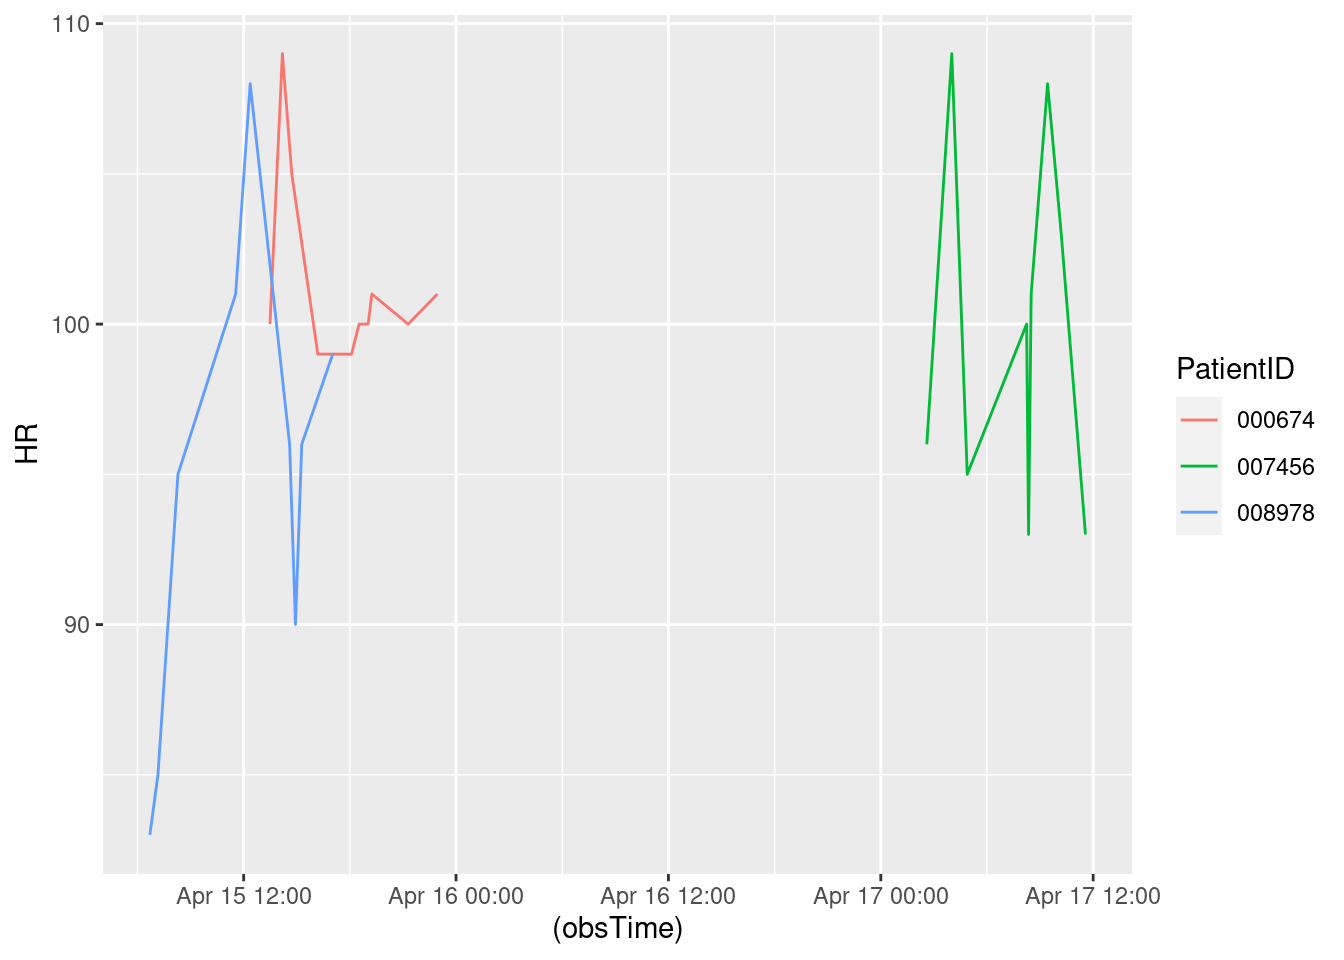 110
100
90
HR
Apr 15 12:00
Apr 16 00:00
Apr 16 12:00
Apr 17 00:00
Apr 17 12:00
(obsTime)
PatientID
000674
007456
008978